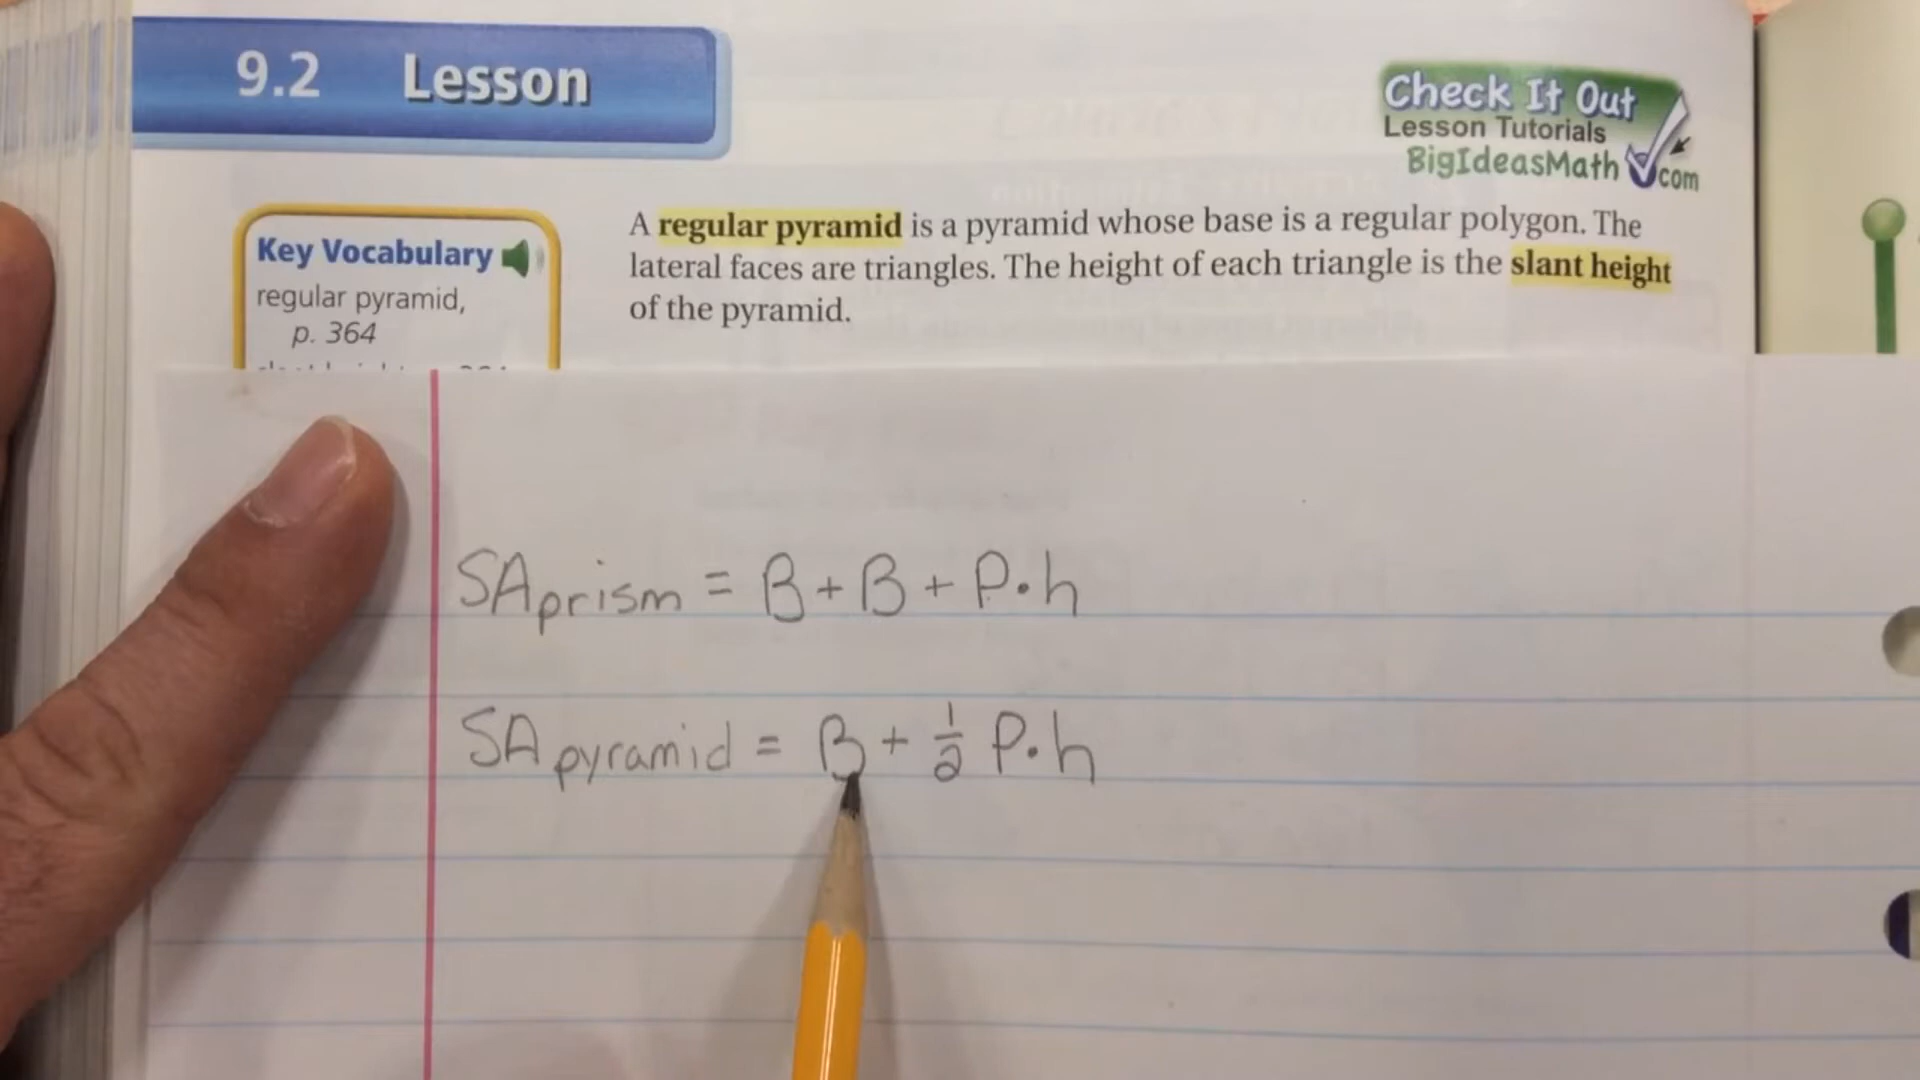 9.2 Lesson
Check It Out
Lesson Tutorials
BigIdeasMath
com
Key Vocabulary
regular pyramid,
p. 364
A regular pyramid is a pyramid whose base is a regular polygon. The
lateral faces are triangles. The height of each triangle is the slant height
of the pyramid.
SAprism = B + B + P·h
SApyramid = B + 1/2 P·h